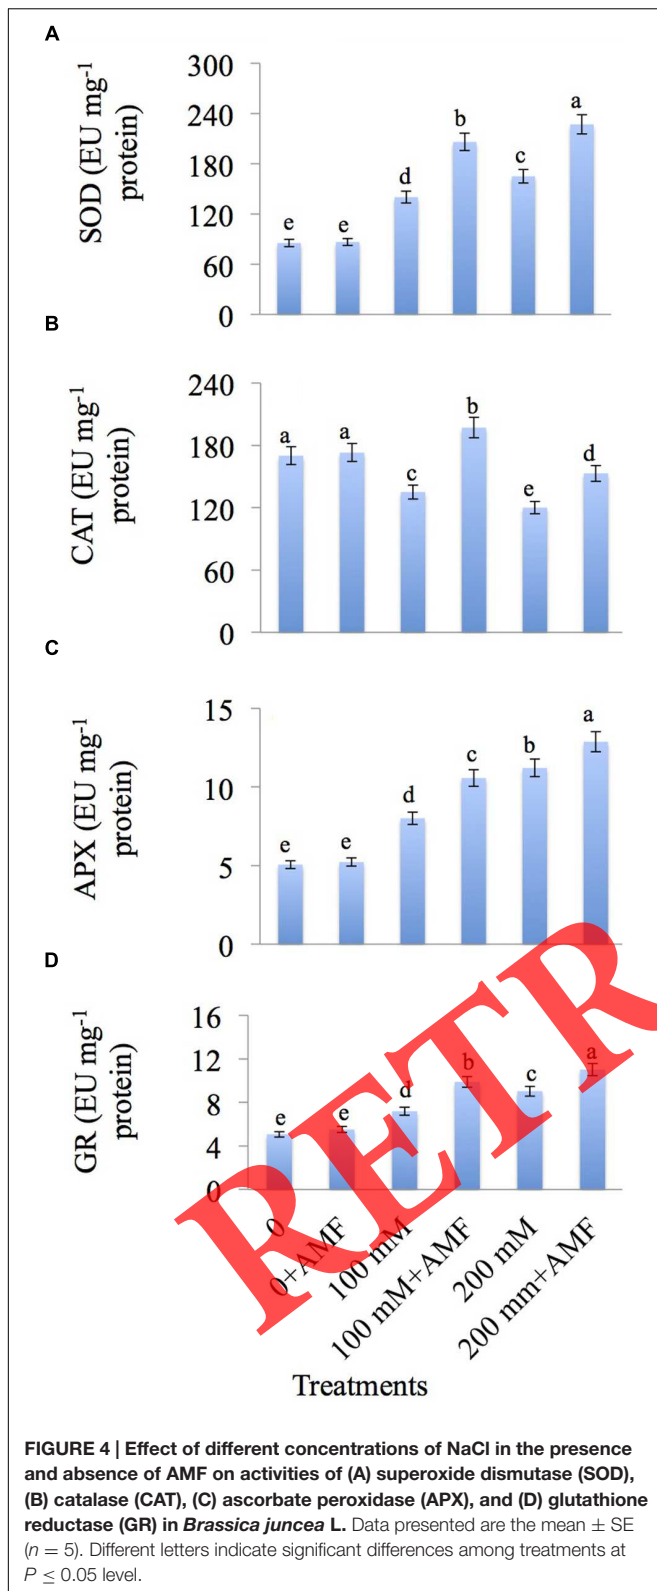 A
SOD (EU mg-1
protein)
300
240
180
120
60
0
e
e
d
b
c
a
B
CAT (EU mg-1
protein)
240
180
120
60
0
a
a
c
b
e
d
C
APX (EU mg-1
protein)
15
10
5
0
e
e
d
c
b
a
D
GR (EU mg-1
protein)
16
12
8
4
0
e
e
d
b
c
a
0
0+AMF
100 mM
100 mM+AMF
200 mM
200 mm+AMF
Treatments
RETR
FIGURE 4 | Effect of different concentrations of NaCl in the presence
and absence of AMF on activities of (A) superoxide dismutase (SOD),
(B) catalase (CAT), (C) ascorbate peroxidase (APX), and (D) glutathione
reductase (GR) in Brassica juncea L. Data presented are the mean ± SE
(n = 5). Different letters indicate significant differences among treatments at
P ≤ 0.05 level.